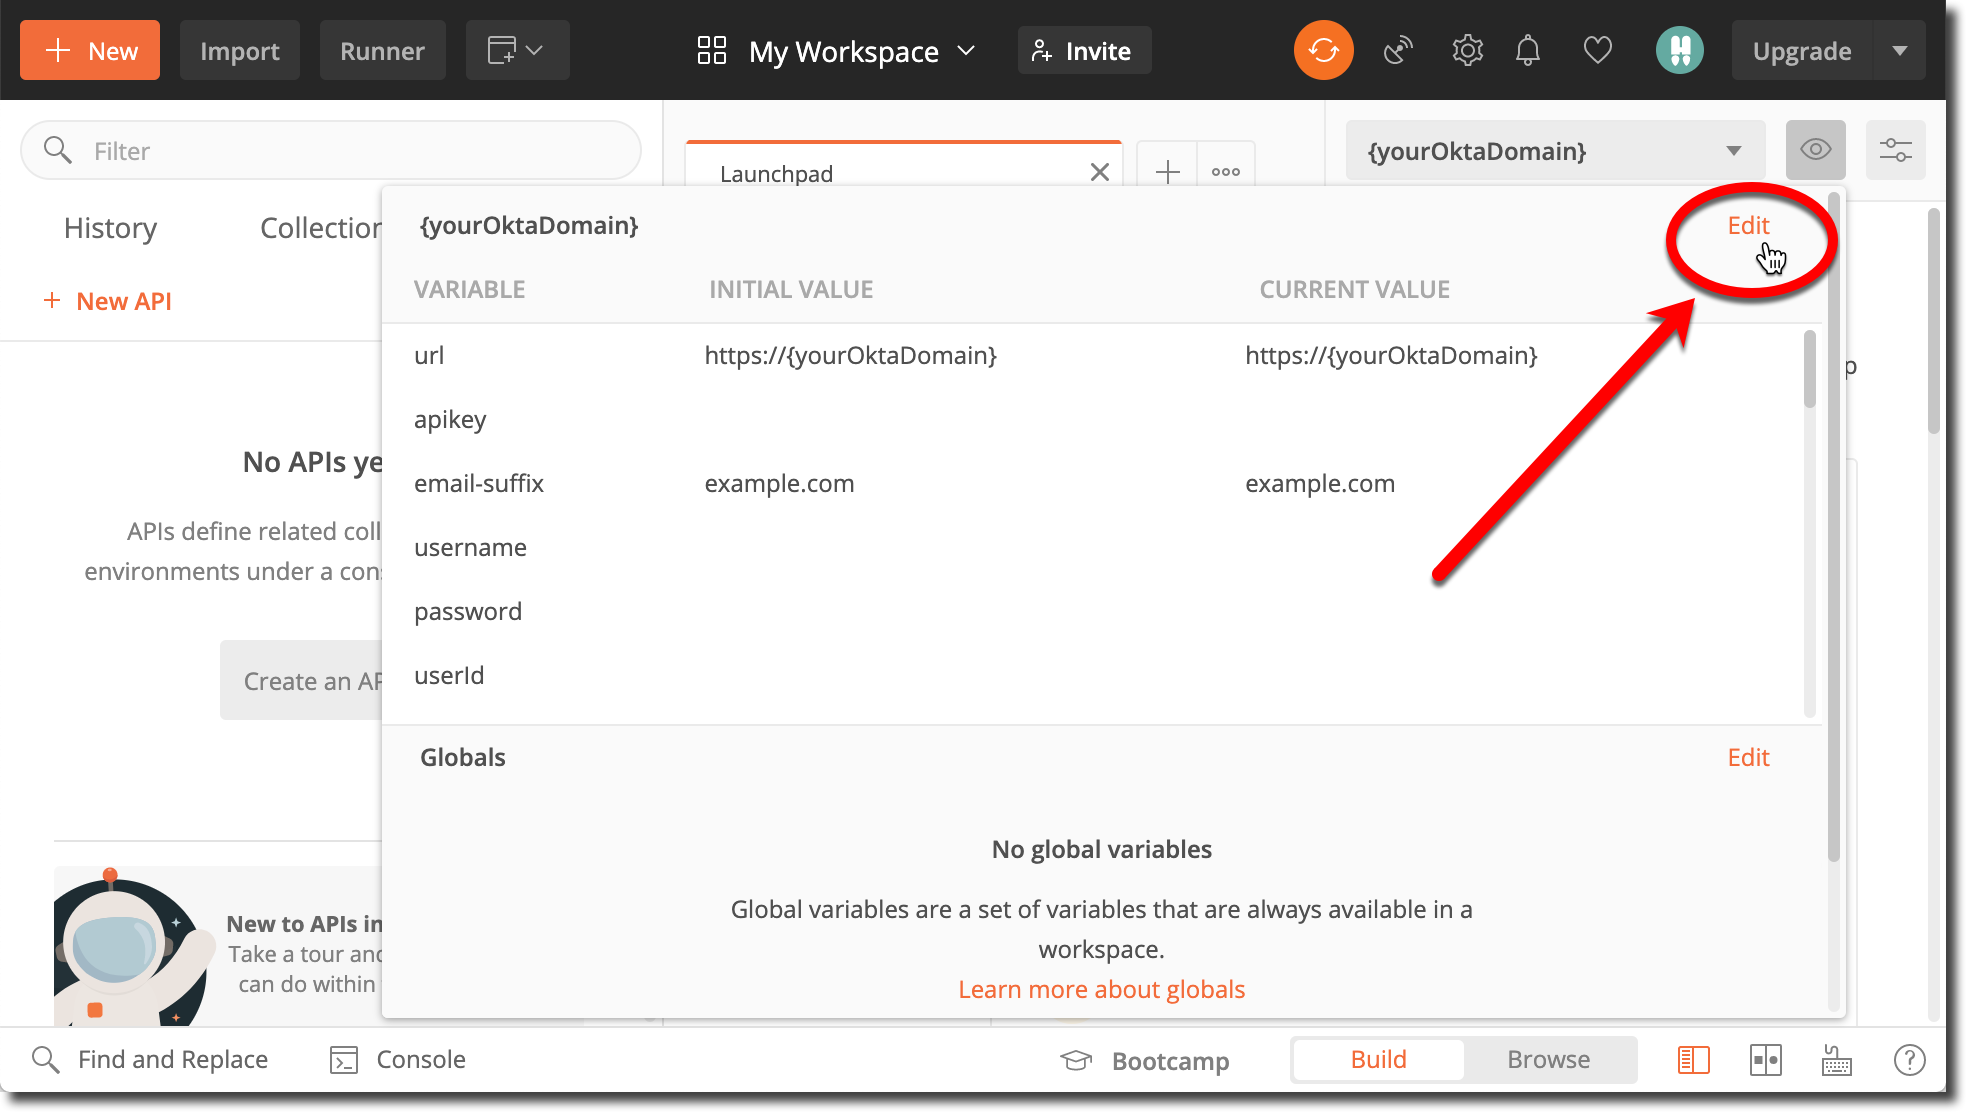 New
Import
Runner
My Workspace
Invite
Upgrade
Filter
Launchpad
{yourOktaDomain}
History
Collection
New API
{yourOktaDomain}
Edit
VARIABLE INITIAL VALUE CURRENT VALUE
url https://{yourOktaDomain} https://{yourOktaDomain}
apikey
email-suffix example.com example.com
username
password
userId
p
No APIs ye
APIs define related coll
environments under a con
Create an AP
Globals
Edit
No global variables
Global variables are a set of variables that are always available in a
workspace.
Learn more about globals
New to APIs in
Take a tour and
can do within
Find and Replace
Console
Bootcamp
Build
Browse